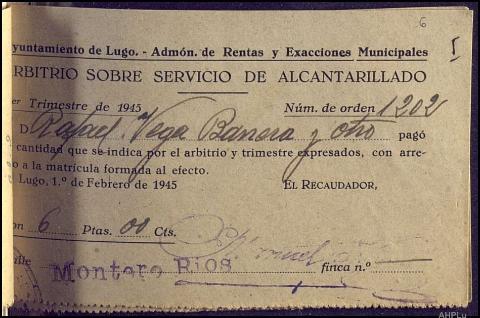 6
yuntamiento de Lugo. - Admón. de Rentas y Exacciones Municipales
I
RBITRIO SOBRE SERVICIO DE ALCANTARILLADO
er Trimestre de 1945 Núm. de orden 1202
D Rafael Vega Barrera y otro pagó
cantidad que se indica por el arbitrio y trimestre expresados, con arre-
o a la matrícula formada al efecto.
Lugo, 1.º de Febrero de 1945 EL RECAUDADOR,
on 6 Ptas. 00 Cts.
lle Montero Rios finca n.º
AHPLu